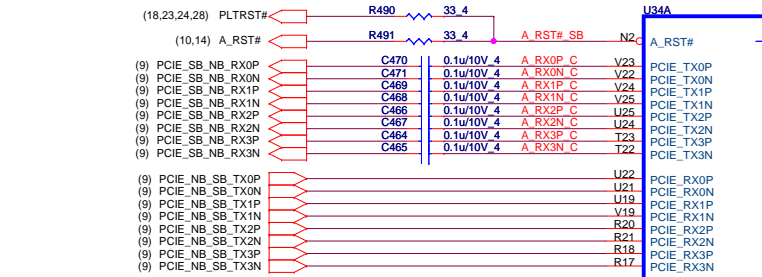 U34A
(18,23,24,28) PLTRST# R490 33_4
(10,14) A_RST# R491 33_4 A_RST#_SB N2 A_RST#
(9) PCIE_SB_NB_RX0P C470 0.1u/10V_4 A_RX0P_C V23 PCIE_TX0P
(9) PCIE_SB_NB_RX0N C471 0.1u/10V_4 A_RX0N_C V22 PCIE_TX0N
(9) PCIE_SB_NB_RX1P C469 0.1u/10V_4 A_RX1P_C V24 PCIE_TX1P
(9) PCIE_SB_NB_RX1N C468 0.1u/10V_4 A_RX1N_C V25 PCIE_TX1N
(9) PCIE_SB_NB_RX2P C466 0.1u/10V_4 A_RX2P_C U25 PCIE_TX2P
(9) PCIE_SB_NB_RX2N C467 0.1u/10V_4 A_RX2N_C U24 PCIE_TX2N
(9) PCIE_SB_NB_RX3P C464 0.1u/10V_4 A_RX3P_C T23 PCIE_TX3P
(9) PCIE_SB_NB_RX3N C465 0.1u/10V_4 A_RX3N_C T22 PCIE_TX3N
(9) PCIE_NB_SB_TX0P U22 PCIE_RX0P
(9) PCIE_NB_SB_TX0N U21 PCIE_RX0N
(9) PCIE_NB_SB_TX1P U19 PCIE_RX1P
(9) PCIE_NB_SB_TX1N V19 PCIE_RX1N
(9) PCIE_NB_SB_TX2P R20 PCIE_RX2P
(9) PCIE_NB_SB_TX2N R21 PCIE_RX2N
(9) PCIE_NB_SB_TX3P R18 PCIE_RX3P
(9) PCIE_NB_SB_TX3N R17 PCIE_RX3N